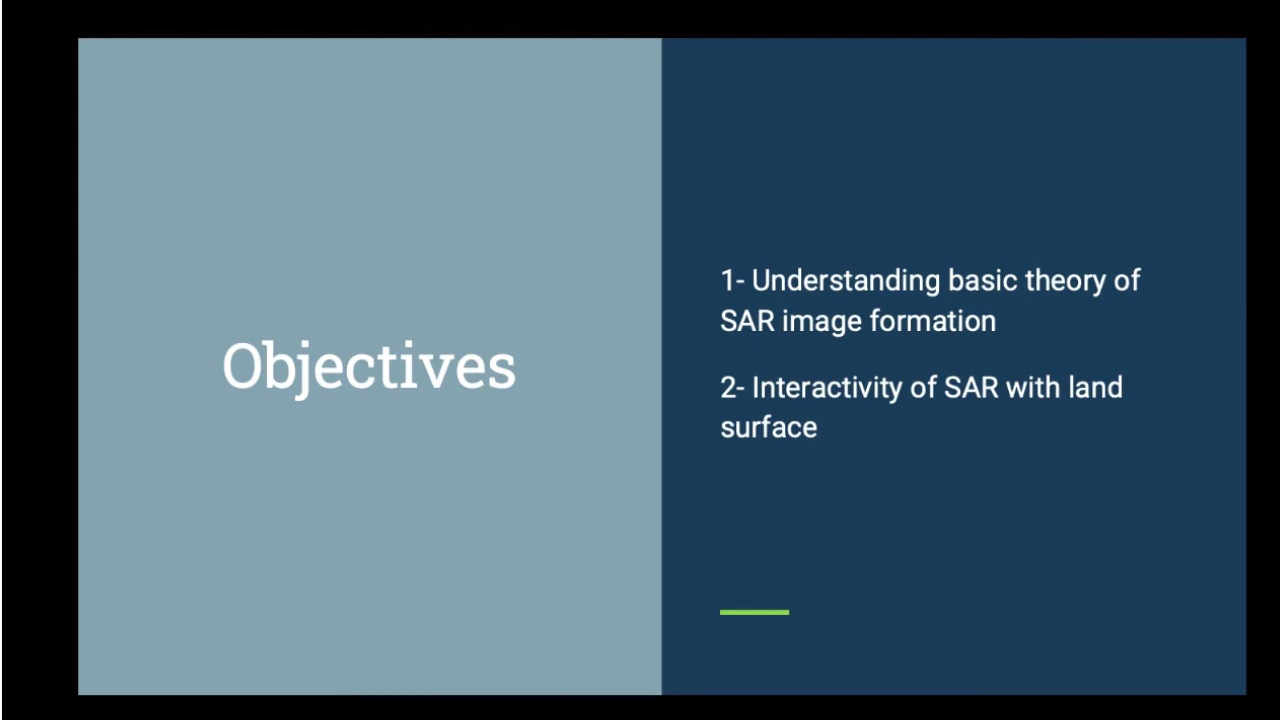 Objectives
1- Understanding basic theory of
SAR image formation
2- Interactivity of SAR with land
surface